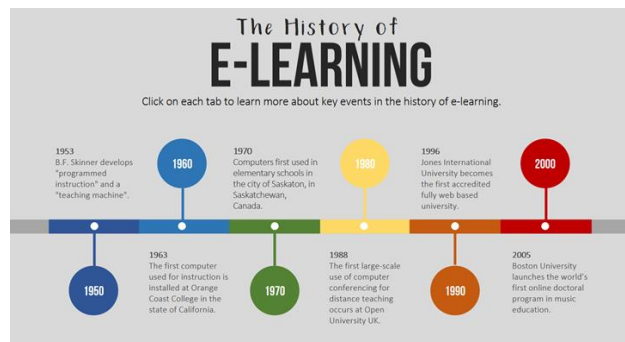 The History of
E-LEARNING
Click on each tab to learn more about key events in the history of e-learning.
1953
B.F. Skinner develops
"programmed
instruction" and a
"teaching machine".
1960
1970
Computers first used in
elementary schools in
the city of Saskaton, in
Saskatchewan,
Canada.
1980
1996
Jones International
University becomes
the first accredited
fully web based
university.
2000
1950
1963
The first computer
used for instruction is
installed at Orange
Coast College in the
state of California.
1970
1988
The first large-scale
use of computer
conferencing for
distance teaching
occurs at Open
University UK.
1990
2005
Boston University
launches the world's
first online doctoral
program in music
education.